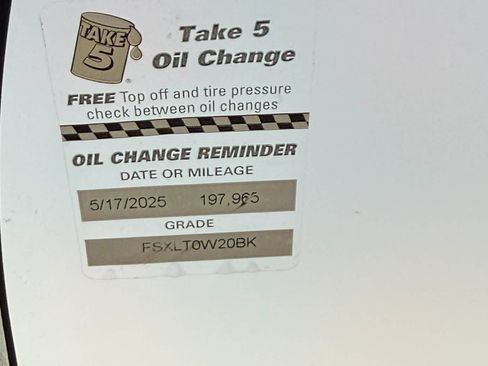 TAKE
5
Take 5
Oil Change
FREE Top off and tire pressure
check between oil changes
OIL CHANGE REMINDER
DATE OR MILEAGE
5/17/2025 197,965
GRADE
FSXLT0W20BK